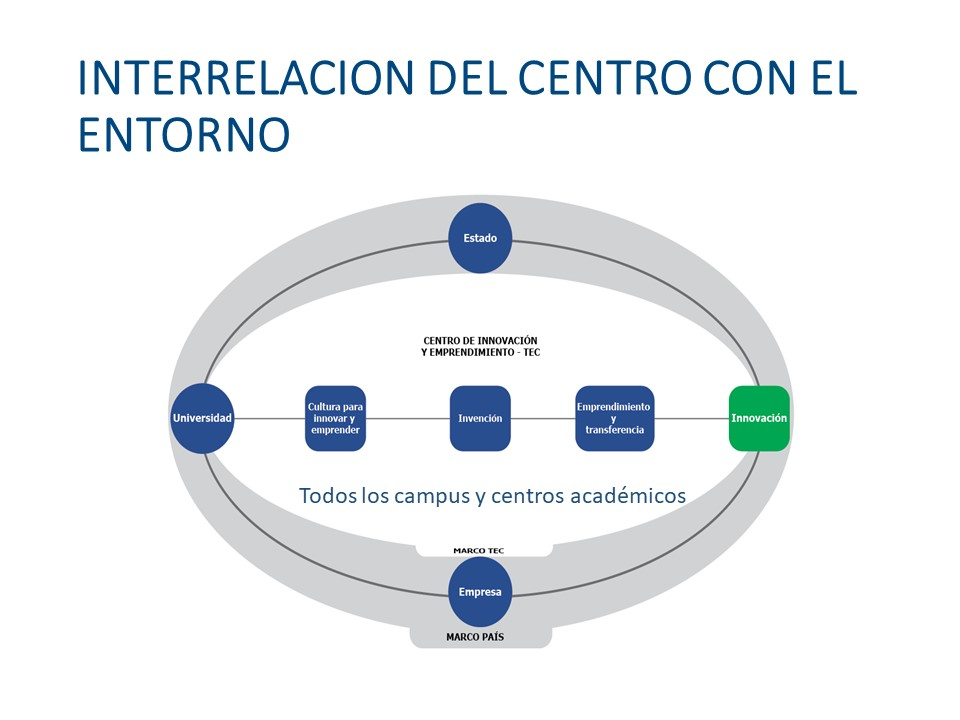 INTERRELACION DEL CENTRO CON EL
ENTORNO
Estado
CENTRO DE INNOVACIÓN
Y EMPRENDIMIENTO - TEC
Universidad
Cultura para
innovar y
emprender
Invención
Emprendimiento
y
transferencia
Innovación
Todos los campus y centros académicos
MARCO TEC
Empresa
MARCO PAÍS